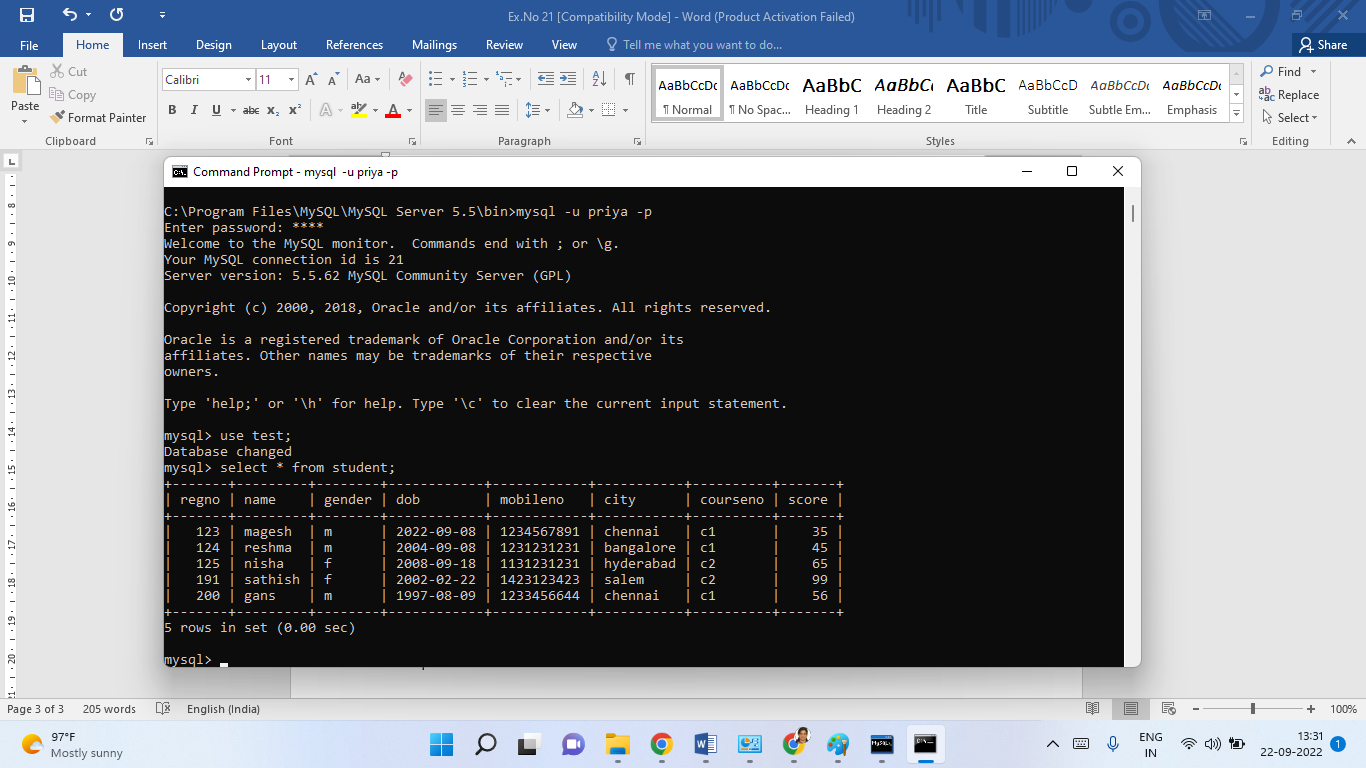 Ex.No 21 [Compatibility Mode] - Word (Product Activation Failed)
File Home Insert Design Layout References Mailings Review View Tell me what you want to do... Share
Paste
Cut
Copy
Format Painter
Clipboard
Calibri 11
B I U abc X₂ X²
Font
Paragraph
AaBbCcDc AaBbCcDc AaBbC AaBbCc AaBbC AaBbCcD AaBbCcDc AaBbCcDc
¶ Normal ¶ No Spac... Heading 1 Heading 2 Title Subtitle Subtle Em... Emphasis
Styles
Find
Replace
Select
Editing
Command Prompt - mysql -u priya -p
C:\Program Files\MySQL\MySQL Server 5.5\bin>mysql -u priya -p
Enter password: ****
Welcome to the MySQL monitor.  Commands end with ; or \g.
Your MySQL connection id is 21
Server version: 5.5.62 MySQL Community Server (GPL)
Copyright (c) 2000, 2018, Oracle and/or its affiliates. All rights reserved.
Oracle is a registered trademark of Oracle Corporation and/or its
affiliates. Other names may be trademarks of their respective
owners.
Type 'help;' or '\h' for help. Type '\c' to clear the current input statement.
mysql> use test;
Database changed
mysql> select * from student;
+-------+---------+--------+------------+------------+-----------+----------+-------+
| regno | name    | gender | dob        | mobileno   | city      | courseno | score |
+-------+---------+--------+------------+------------+-----------+----------+-------+
|   123 | magesh  | m      | 2022-09-08 | 1234567891 | chennai   | c1       |    35 |
|   124 | reshma  | m      | 2004-09-08 | 1231231231 | bangalore | c1       |    45 |
|   125 | nisha   | f      | 2008-09-18 | 1131231231 | hyderabad | c2       |    65 |
|   191 | sathish | f      | 2002-02-22 | 1423123423 | salem     | c2       |    99 |
|   200 | gans    | m      | 1997-08-09 | 1233456644 | chennai   | c1       |    56 |
+-------+---------+--------+------------+------------+-----------+----------+-------+
5 rows in set (0.00 sec)
mysql>
Page 3 of 3 205 words English (India) 100%
97°F
Mostly sunny
ENG
IN
13:31
22-09-2022
1